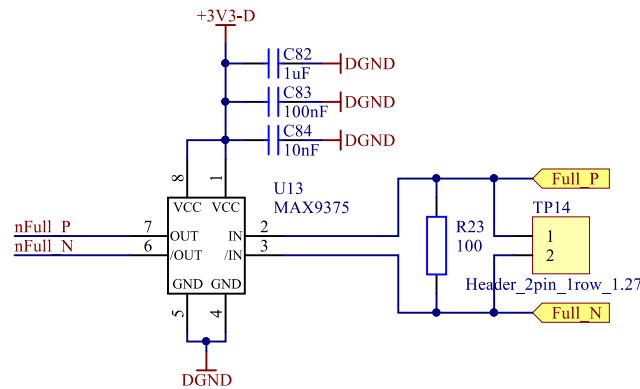 +3V3-D
C82
1uF
DGND
C83
100nF
DGND
C84
10nF
DGND
8
1
U13
MAX9375
VCC
VCC
nFull_P
7
OUT
IN
2
nFull_N
6
/OUT
/IN
3
GND
GND
5
4
DGND
Full_P
R23
100
TP14
1
2
Header_2pin_1row_1.27
Full_N